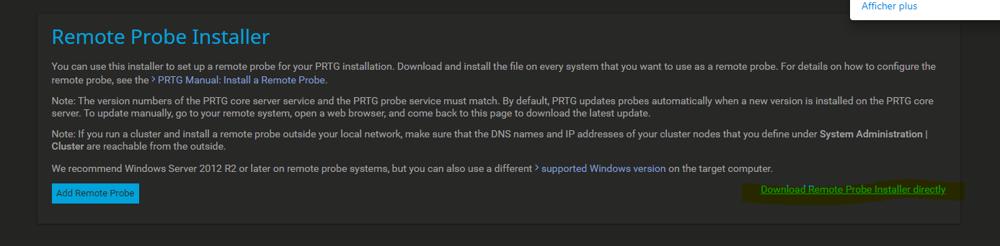 Afficher plus
Remote Probe Installer
You can use this installer to set up a remote probe for your PRTG installation. Download and install the file on every system that you want to use as a remote probe. For details on how to configure the
remote probe, see the > PRTG Manual: Install a Remote Probe.
Note: The version numbers of the PRTG core server service and the PRTG probe service must match. By default, PRTG updates probes automatically when a new version is installed on the PRTG core
server. To update manually, go to your remote system, open a web browser, and come back to this page to download the latest update.
Note: If you run a cluster and install a remote probe outside your local network, make sure that the DNS names and IP addresses of your cluster nodes that you define under System Administration |
Cluster are reachable from the outside.
We recommend Windows Server 2012 R2 or later on remote probe systems, but you can also use a different > supported Windows version on the target computer.
Add Remote Probe
Download Remote Probe Installer directly